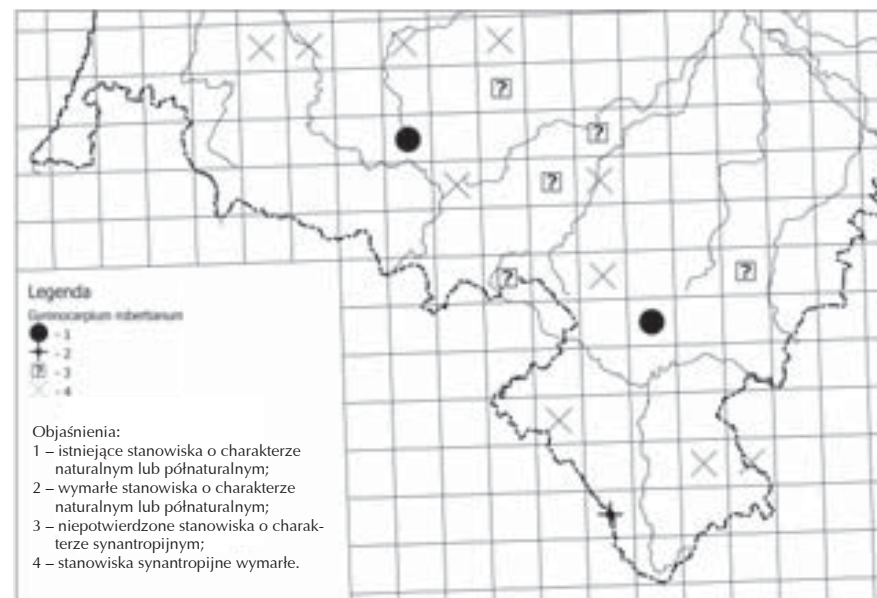 Legenda
Gymnocarpium robertianum
- 1
- 2
? - 3
- 4
Objaśnienia:
1 – istniejące stanowiska o charakterze
naturalnym lub półnaturalnym;
2 – wymarłe stanowiska o charakterze
naturalnym lub półnaturalnym;
3 – niepotwierdzone stanowiska o charak-
terze synantropijnym;
4 – stanowiska synantropijne wymarłe.
?
?
?
?
?